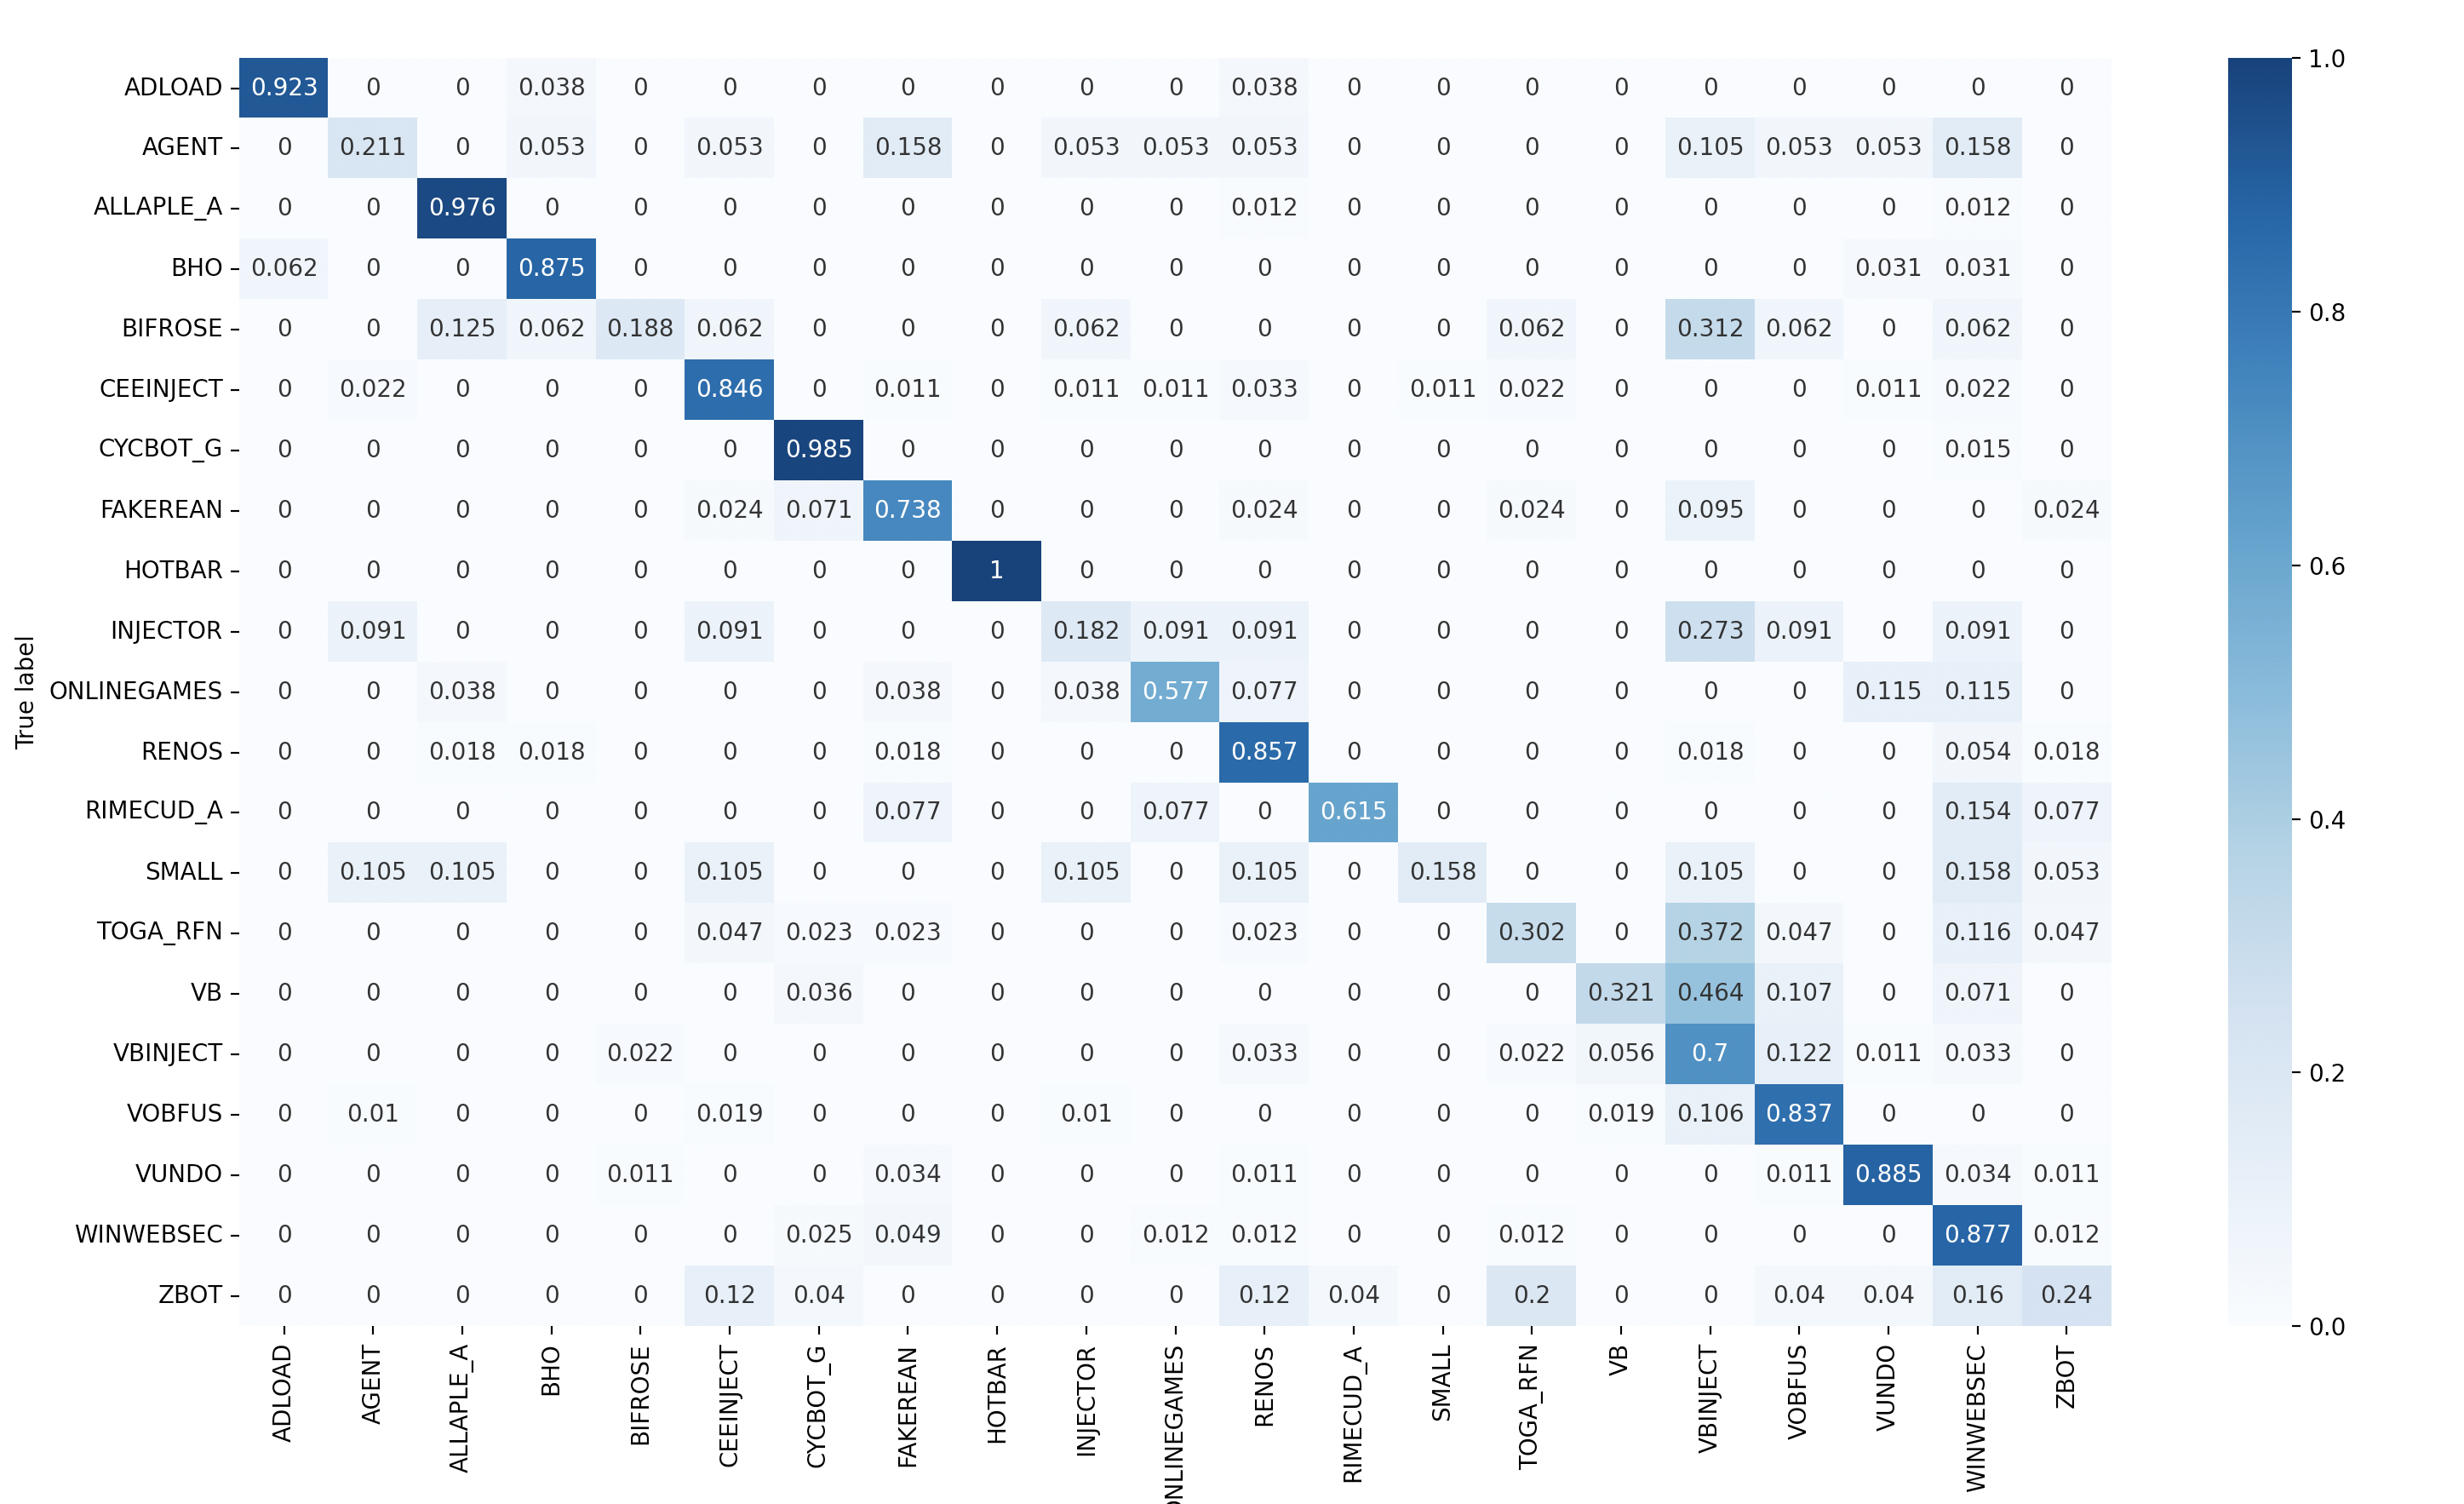 ADLOAD 0.923 0 0 0.038 0 0 0 0 0 0 0 0.038 0 0 0 0 0 0 0 0 0
AGENT 0 0.211 0 0.053 0 0.053 0 0.158 0 0.053 0.053 0.053 0 0 0 0 0.105 0.053 0.053 0.158 0
ALLAPLE_A 0 0 0.976 0 0 0 0 0 0 0 0 0.012 0 0 0 0 0 0 0 0.012 0
BHO 0.062 0 0 0.875 0 0 0 0 0 0 0 0 0 0 0 0 0 0 0.031 0.031 0
BIFROSE 0 0 0.125 0.062 0.188 0.062 0 0 0 0.062 0 0 0 0 0.062 0 0.312 0.062 0 0.062 0
CEEINJECT 0 0.022 0 0 0 0.846 0 0.011 0 0.011 0.011 0.033 0 0.011 0.022 0 0 0 0.011 0.022 0
CYCBOT_G 0 0 0 0 0 0 0.985 0 0 0 0 0 0 0 0 0 0 0 0 0.015 0
FAKEREAN 0 0 0 0 0 0.024 0.071 0.738 0 0 0 0.024 0 0 0.024 0 0.095 0 0 0 0.024
HOTBAR 0 0 0 0 0 0 0 0 1 0 0 0 0 0 0 0 0 0 0 0 0
INJECTOR 0 0.091 0 0 0 0.091 0 0 0 0.182 0.091 0.091 0 0 0 0 0.273 0.091 0 0.091 0
ONLINEGAMES 0 0 0.038 0 0 0 0 0.038 0 0.038 0.577 0.077 0 0 0 0 0 0 0.115 0.115 0
RENOS 0 0 0.018 0.018 0 0 0 0.018 0 0 0 0.857 0 0 0 0 0.018 0 0 0.054 0.018
RIMECUD_A 0 0 0 0 0 0 0 0.077 0 0 0.077 0 0.615 0 0 0 0 0 0 0.154 0.077
SMALL 0 0.105 0.105 0 0 0.105 0 0 0 0.105 0 0.105 0 0.158 0 0 0.105 0 0 0.158 0.053
TOGA_RFN 0 0 0 0 0 0.047 0.023 0.023 0 0 0 0.023 0 0 0.302 0 0.372 0.047 0 0.116 0.047
VB 0 0 0 0 0 0 0.036 0 0 0 0 0 0 0 0 0.321 0.464 0.107 0 0.071 0
VBINJECT 0 0 0 0 0.022 0 0 0 0 0 0 0.033 0 0 0.022 0.056 0.7 0.122 0.011 0.033 0
VOBFUS 0 0.01 0 0 0 0.019 0 0 0 0.01 0 0 0 0 0 0.019 0.106 0.837 0 0 0
VUNDO 0 0 0 0 0.011 0 0 0.034 0 0 0 0.011 0 0 0 0 0 0.011 0.885 0.034 0.011
WINWEBSEC 0 0 0 0 0 0 0.025 0.049 0 0 0.012 0.012 0 0 0.012 0 0 0 0 0.877 0.012
ZBOT 0 0 0 0 0 0.12 0.04 0 0 0 0 0.12 0.04 0 0.2 0 0 0.04 0.04 0.16 0.24
True label
ADLOAD AGENT ALLAPLE_A BHO BIFROSE CEEINJECT CYCBOT_G FAKEREAN HOTBAR INJECTOR ONLINEGAMES RENOS RIMECUD_A SMALL TOGA_RFN VB VBINJECT VOBFUS VUNDO WINWEBSEC ZBOT
1.0
0.8
0.6
0.4
0.2
0.0